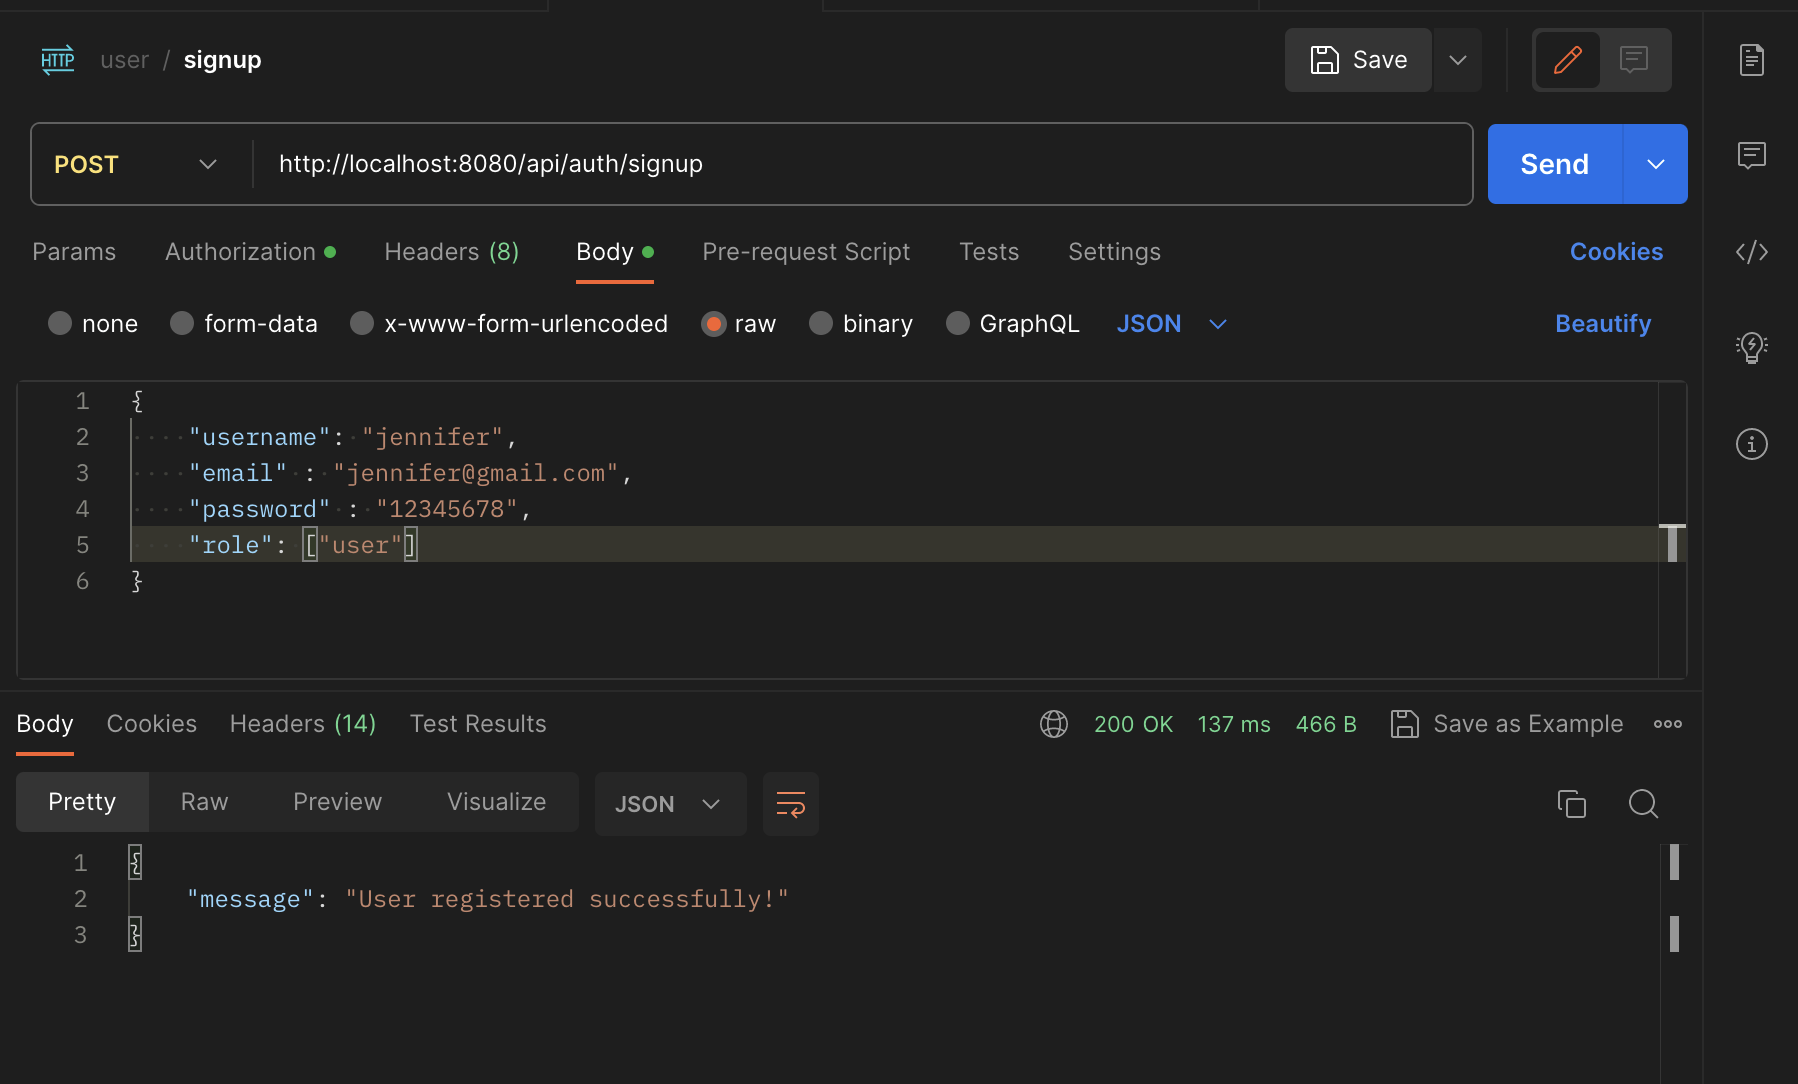 HTTP user / signup Save
POST http://localhost:8080/api/auth/signup Send
Params Authorization Headers (8) Body Pre-request Script Tests Settings Cookies
none form-data x-www-form-urlencoded raw binary GraphQL JSON Beautify
1 {
2 "username": "jennifer",
3 "email" : "jennifer@gmail.com",
4 "password" : "12345678",
5 "role": ["user"]
6 }
Body Cookies Headers (14) Test Results 200 OK 137 ms 466 B Save as Example
Pretty Raw Preview Visualize JSON
1 {
2 "message": "User registered successfully!"
3 }